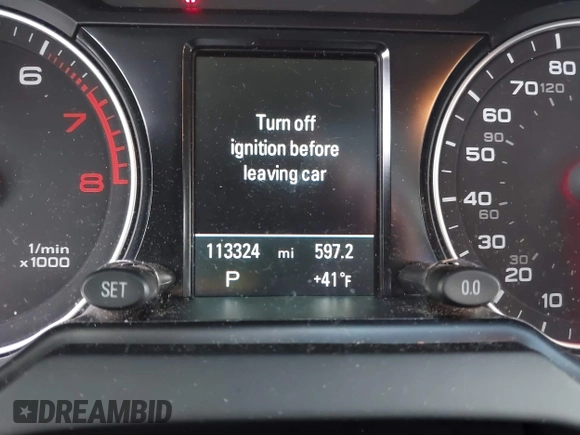 Turn off
ignition before
leaving car
113324 mi 597.2
P +41°F
6
7
8
1/min
x1000
SET
80
70 120
90
50
40
60
30 30
20
10
0.0
DREAMBID